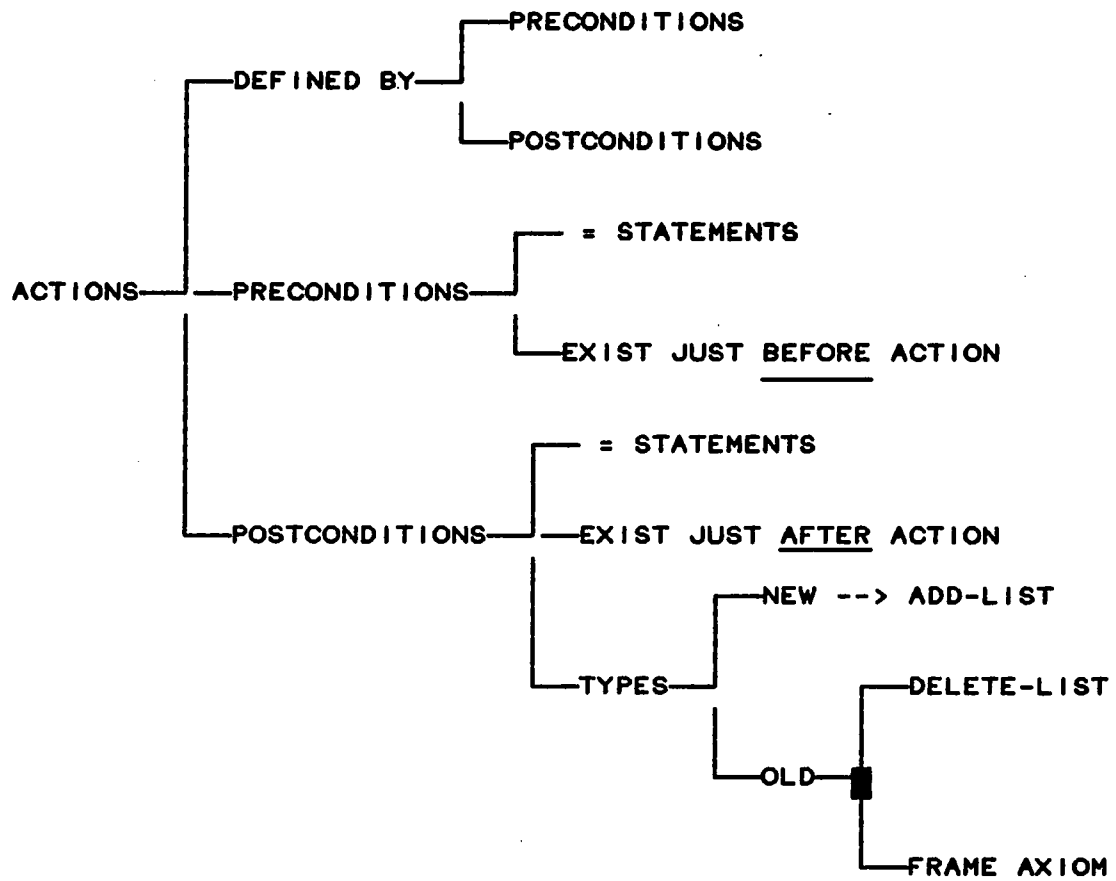 PRECONDITIONS
DEFINED BY
POSTCONDITIONS
= STATEMENTS
ACTIONS
PRECONDITIONS
EXIST JUST BEFORE ACTION
= STATEMENTS
POSTCONDITIONS
EXIST JUST AFTER ACTION
NEW --> ADD-LIST
TYPES
DELETE-LIST
OLD
FRAME AXIOM